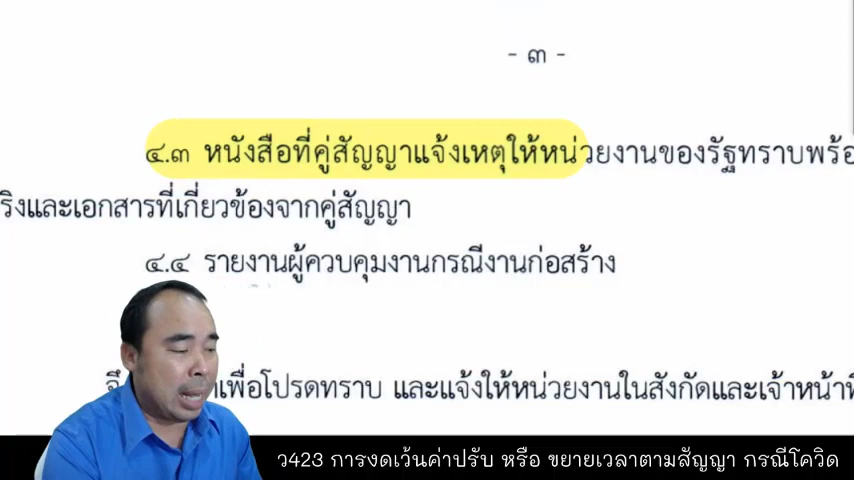 - ๓ -
๔.๓ หนังสือที่คู่สัญญาแจ้งเหตุให้หน่วยงานของรัฐทราบพร้อ
ริงและเอกสารที่เกี่ยวข้องจากคู่สัญญา
๔.๔ รายงานผู้ควบคุมงานกรณีงานก่อสร้าง
เพื่อโปรดทราบ และแจ้งให้หน่วยงานในสังกัดและเจ้าหน้าที่
ว423 การงดเว้นค่าปรับ หรือ ขยายเวลาตามสัญญา กรณีโควิด